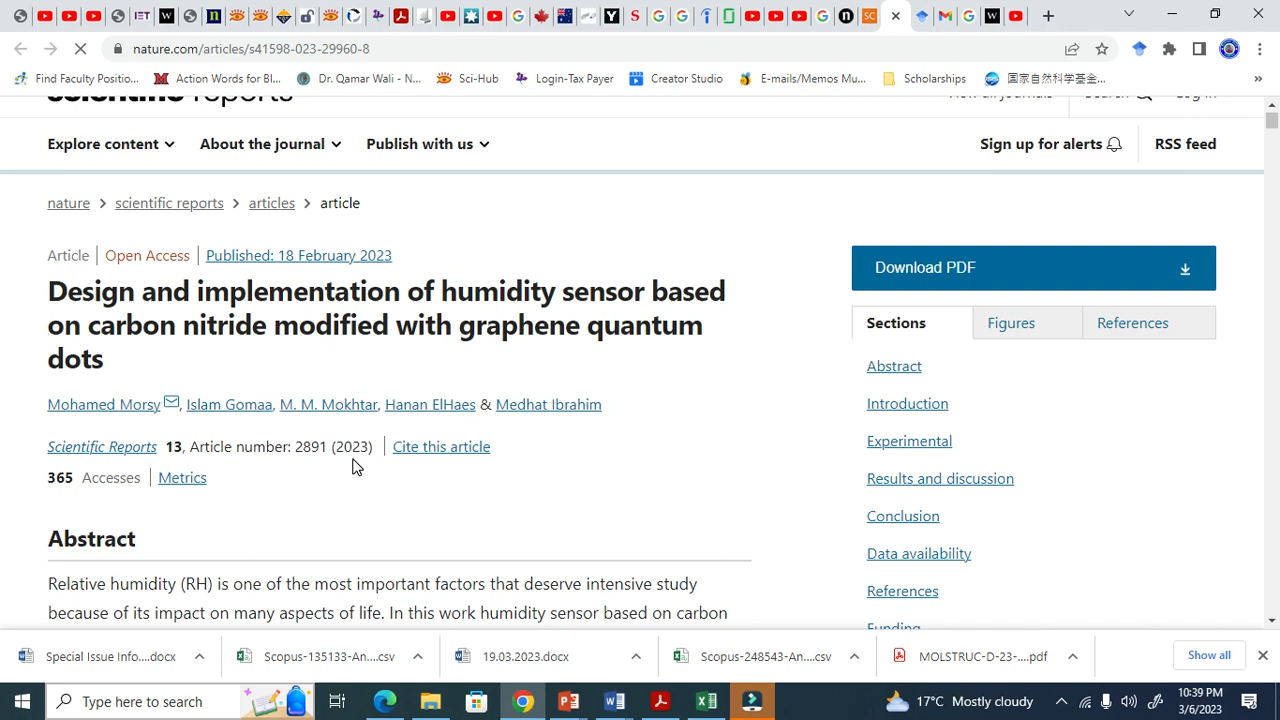 nature.com/articles/s41598-023-29960-8
Find Faculty Positio...
Action Words for Bl...
Dr. Qamar Wali - N...
Sci-Hub
Login-Tax Payer
Creator Studio
E-mails/Memos Mu...
Scholarships
国家自然科学基金...
»
Explore content
About the journal
Publish with us
Sign up for alerts
RSS feed
nature > scientific reports > articles > article
Article | Open Access | Published: 18 February 2023
Design and implementation of humidity sensor based
on carbon nitride modified with graphene quantum
dots
Mohamed Morsy, Islam Gomaa, M. M. Mokhtar, Hanan ElHaes & Medhat Ibrahim
Scientific Reports 13, Article number: 2891 (2023) | Cite this article
365 Accesses | Metrics
Abstract
Relative humidity (RH) is one of the most important factors that deserve intensive study
because of its impact on many aspects of life. In this work humidity sensor based on carbon
Download PDF
Sections
Figures
References
Abstract
Introduction
Experimental
Results and discussion
Conclusion
Data availability
References
Funding
Special Issue Info....docx
Scopus-135133-An....csv
19.03.2023.docx
Scopus-248543-An....csv
MOLSTRUC-D-23-....pdf
Show all
Type here to search
17°C Mostly cloudy
10:39 PM
3/6/2023